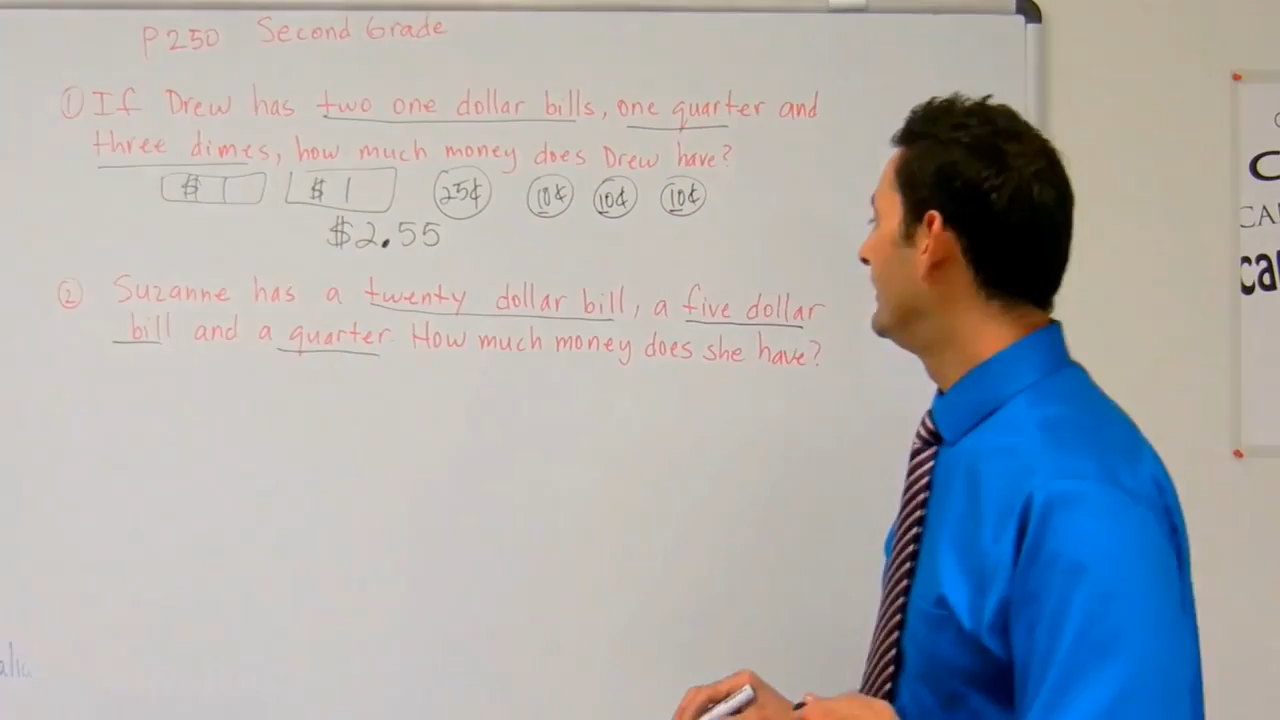 P250 Second Grade
① If Drew has two one dollar bills, one quarter and
three dimes, how much money does Drew have?
$ 1 $ 1 25¢ 10¢ 10¢ 10¢
$2.55
② Suzanne has a twenty dollar bill, a five dollar
bill and a quarter. How much money does she have?